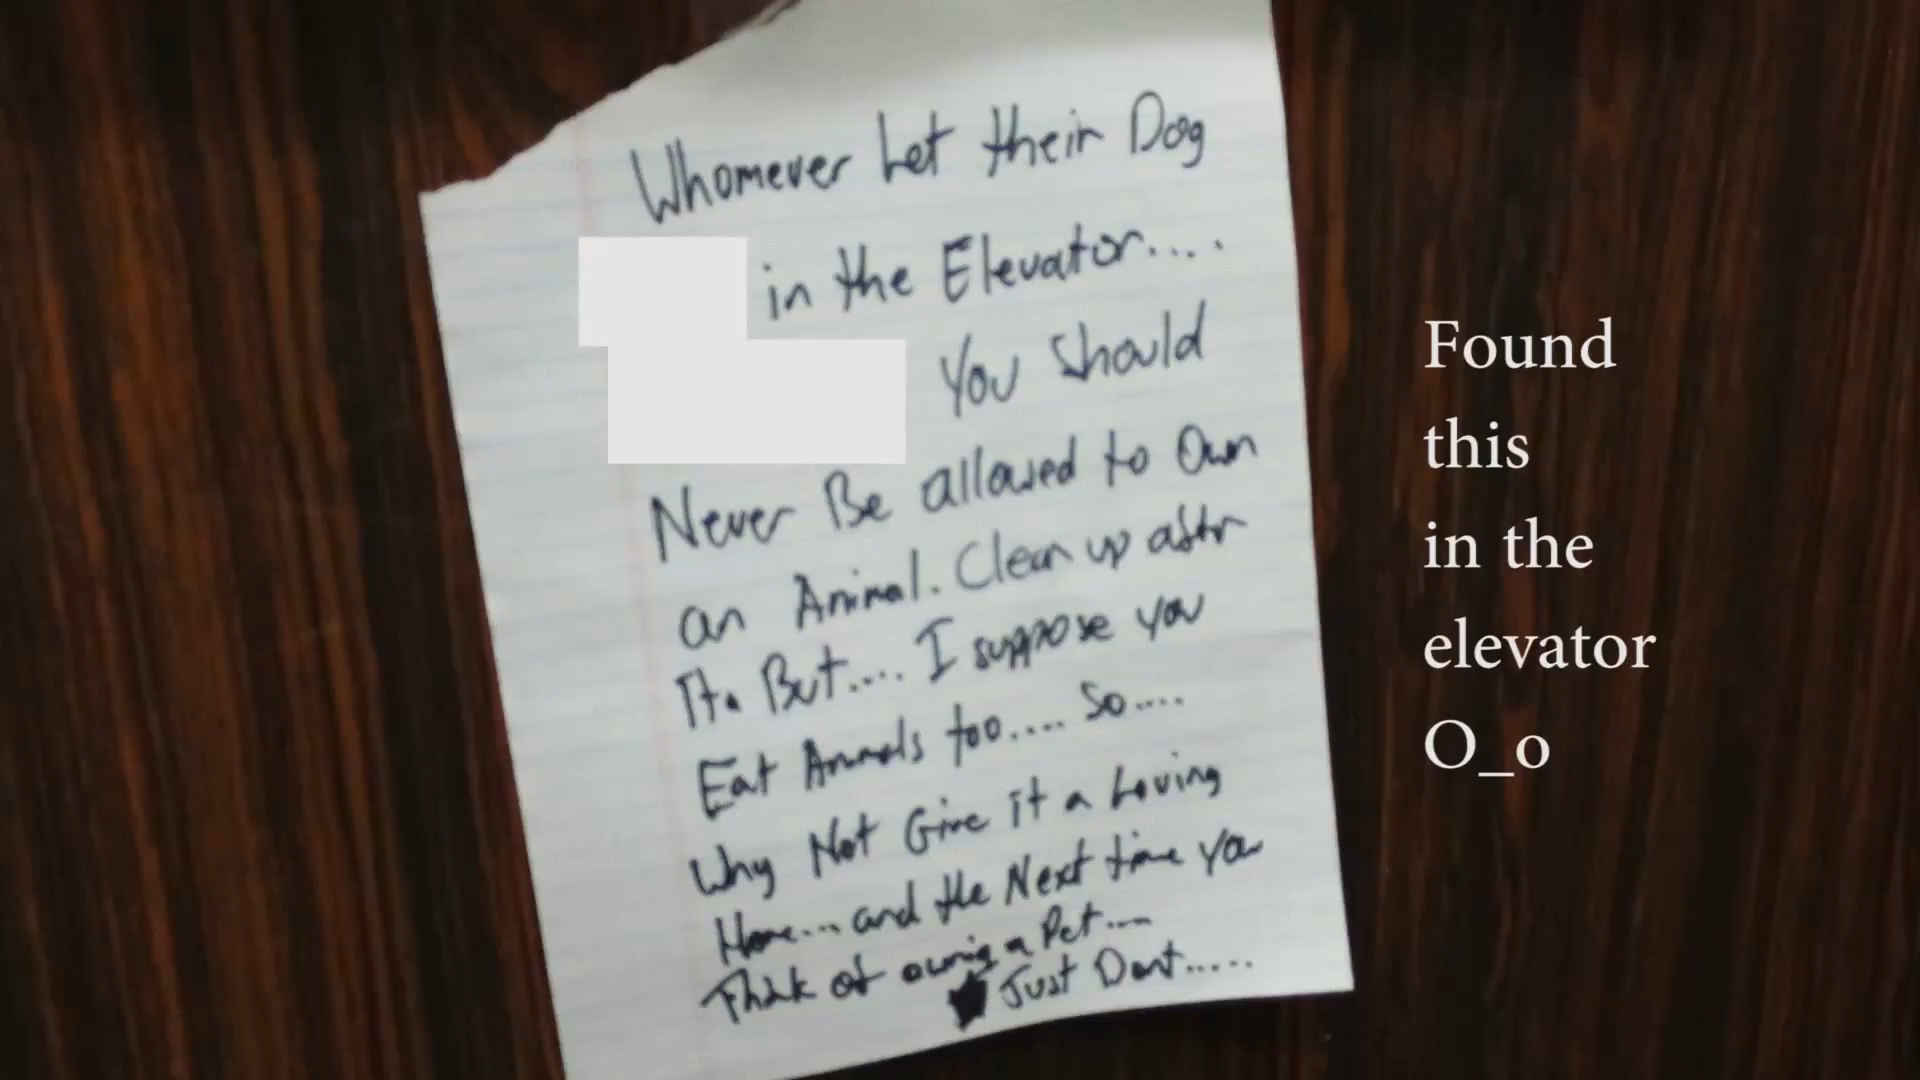 Whomever Let their Dog
in the Elevator....
You Should
Never Be allowed to Own
an Animal. Clean up after
It. But.... I suppose you
Eat Animals too..... So....
Why Not Give it a Loving
Home... and the Next time you
Think of owning a Pet....
Just Dont.....
Found
this
in the
elevator
O_o